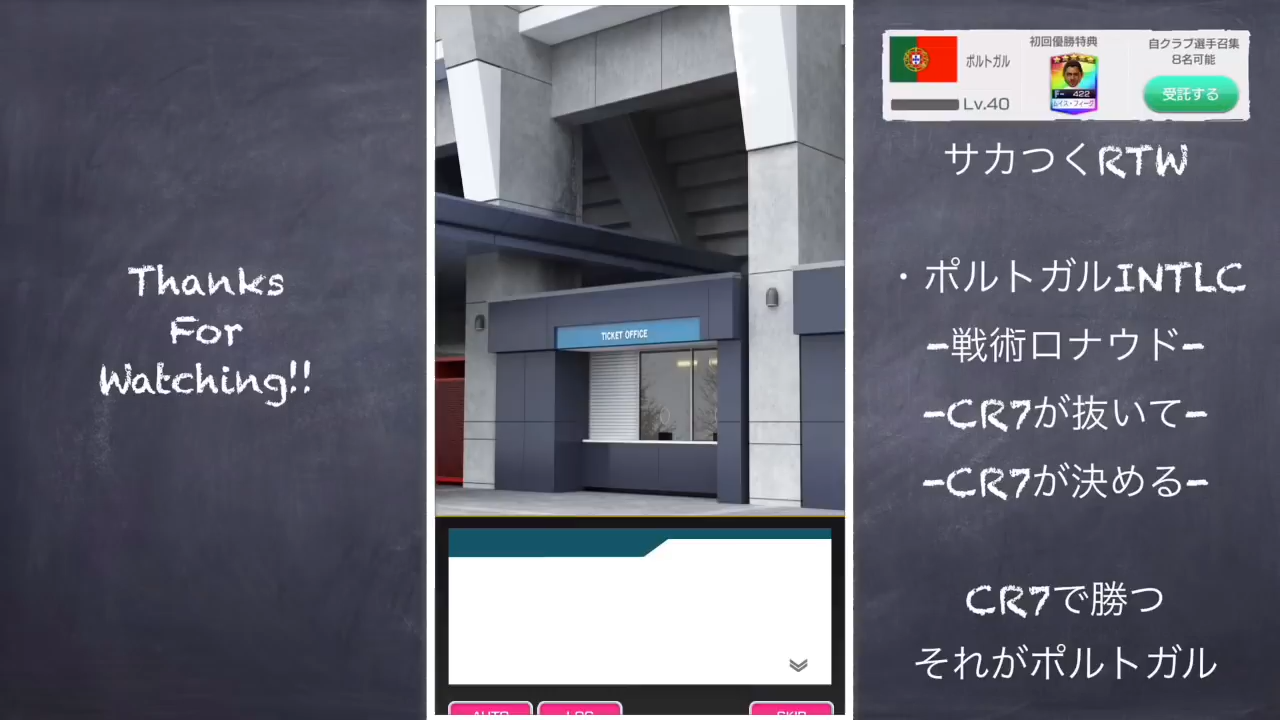 Thanks
For
Watching!!
TICKET OFFICE
ポルトガル
Lv.40
初回優勝特典
422
自クラブ選手召集
8名可能
受託する
サカつくRTW
・ポルトガルINTLC
-戦術ロナウド-
-CR7が抜いて-
-CR7が決める-
CR7で勝つ
それがポルトガル
AUTO
LOG
SKIP